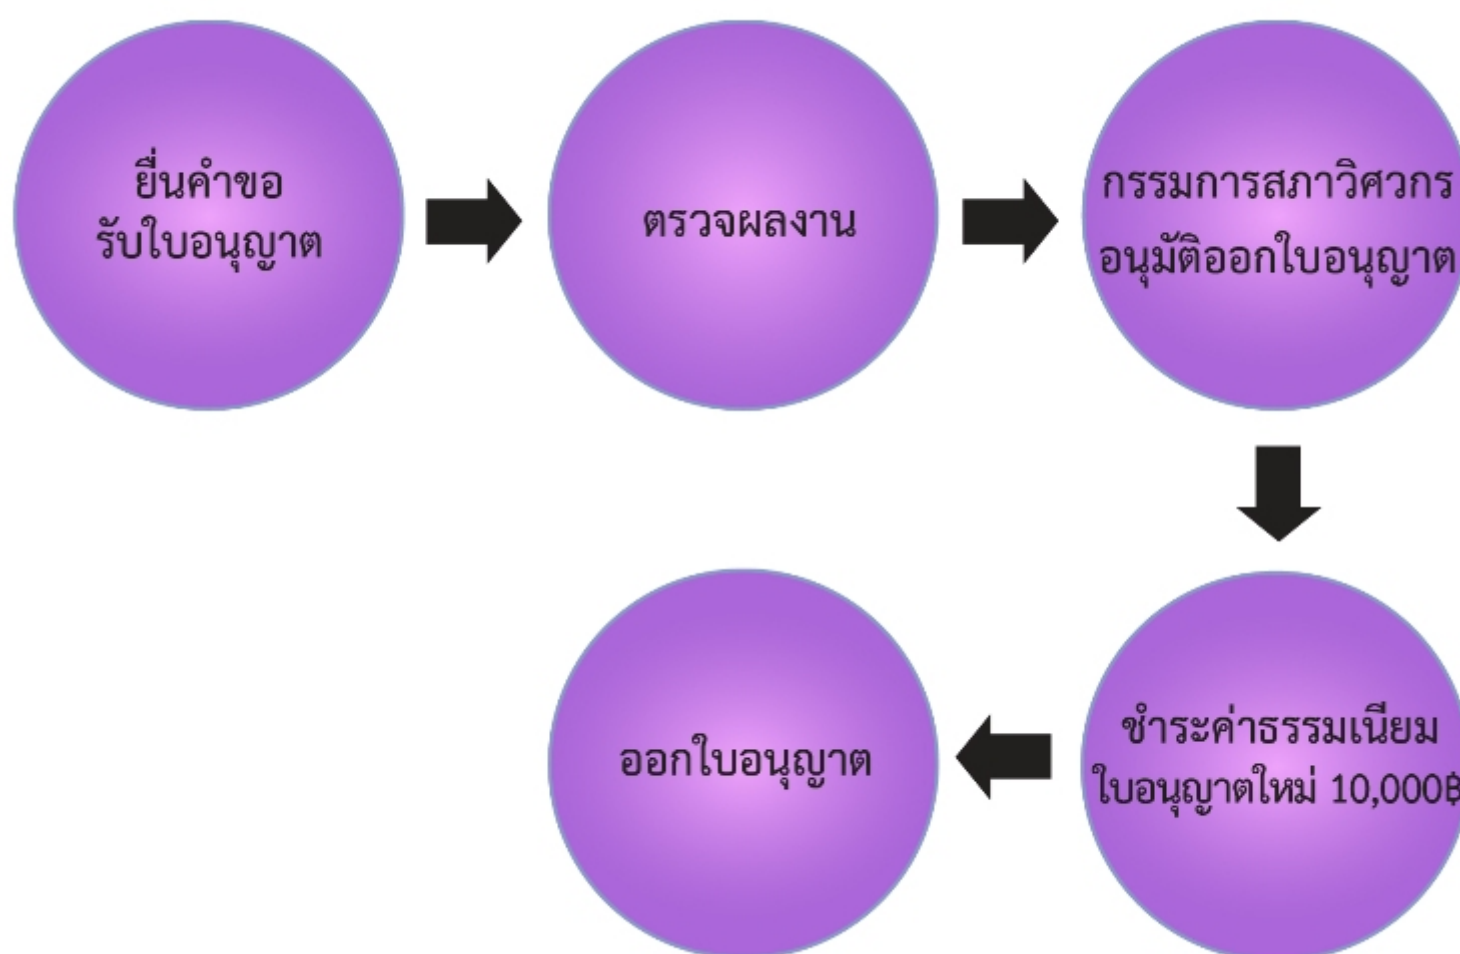 ยื่นคำขอ
รับใบอนุญาต
ตรวจผลงาน
กรรมการสภาวิศวกร
อนุมัติออกใบอนุญาต
ชำระค่าธรรมเนียม
ใบอนุญาตใหม่ 10,000฿
ออกใบอนุญาต